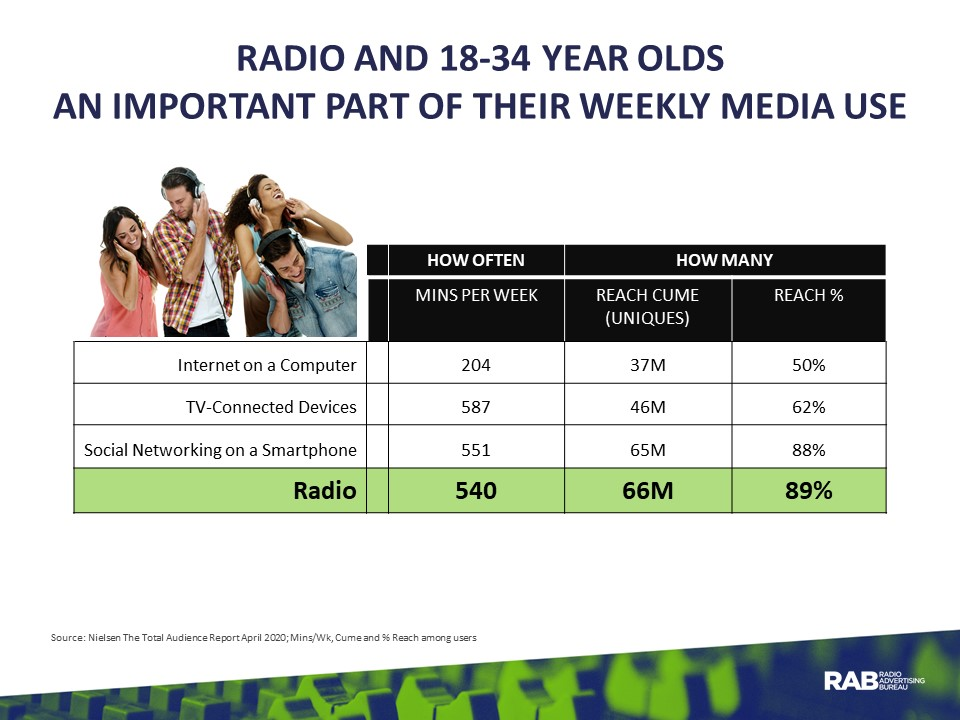 RADIO AND 18-34 YEAR OLDS
AN IMPORTANT PART OF THEIR WEEKLY MEDIA USE
HOW OFTEN HOW MANY
MINS PER WEEK REACH CUME (UNIQUES) REACH %
Internet on a Computer 204 37M 50%
TV-Connected Devices 587 46M 62%
Social Networking on a Smartphone 551 65M 88%
Radio 540 66M 89%
Source: Nielsen The Total Audience Report April 2020; Mins/Wk, Cume and % Reach among users
RAB RADIO ADVERTISING BUREAU